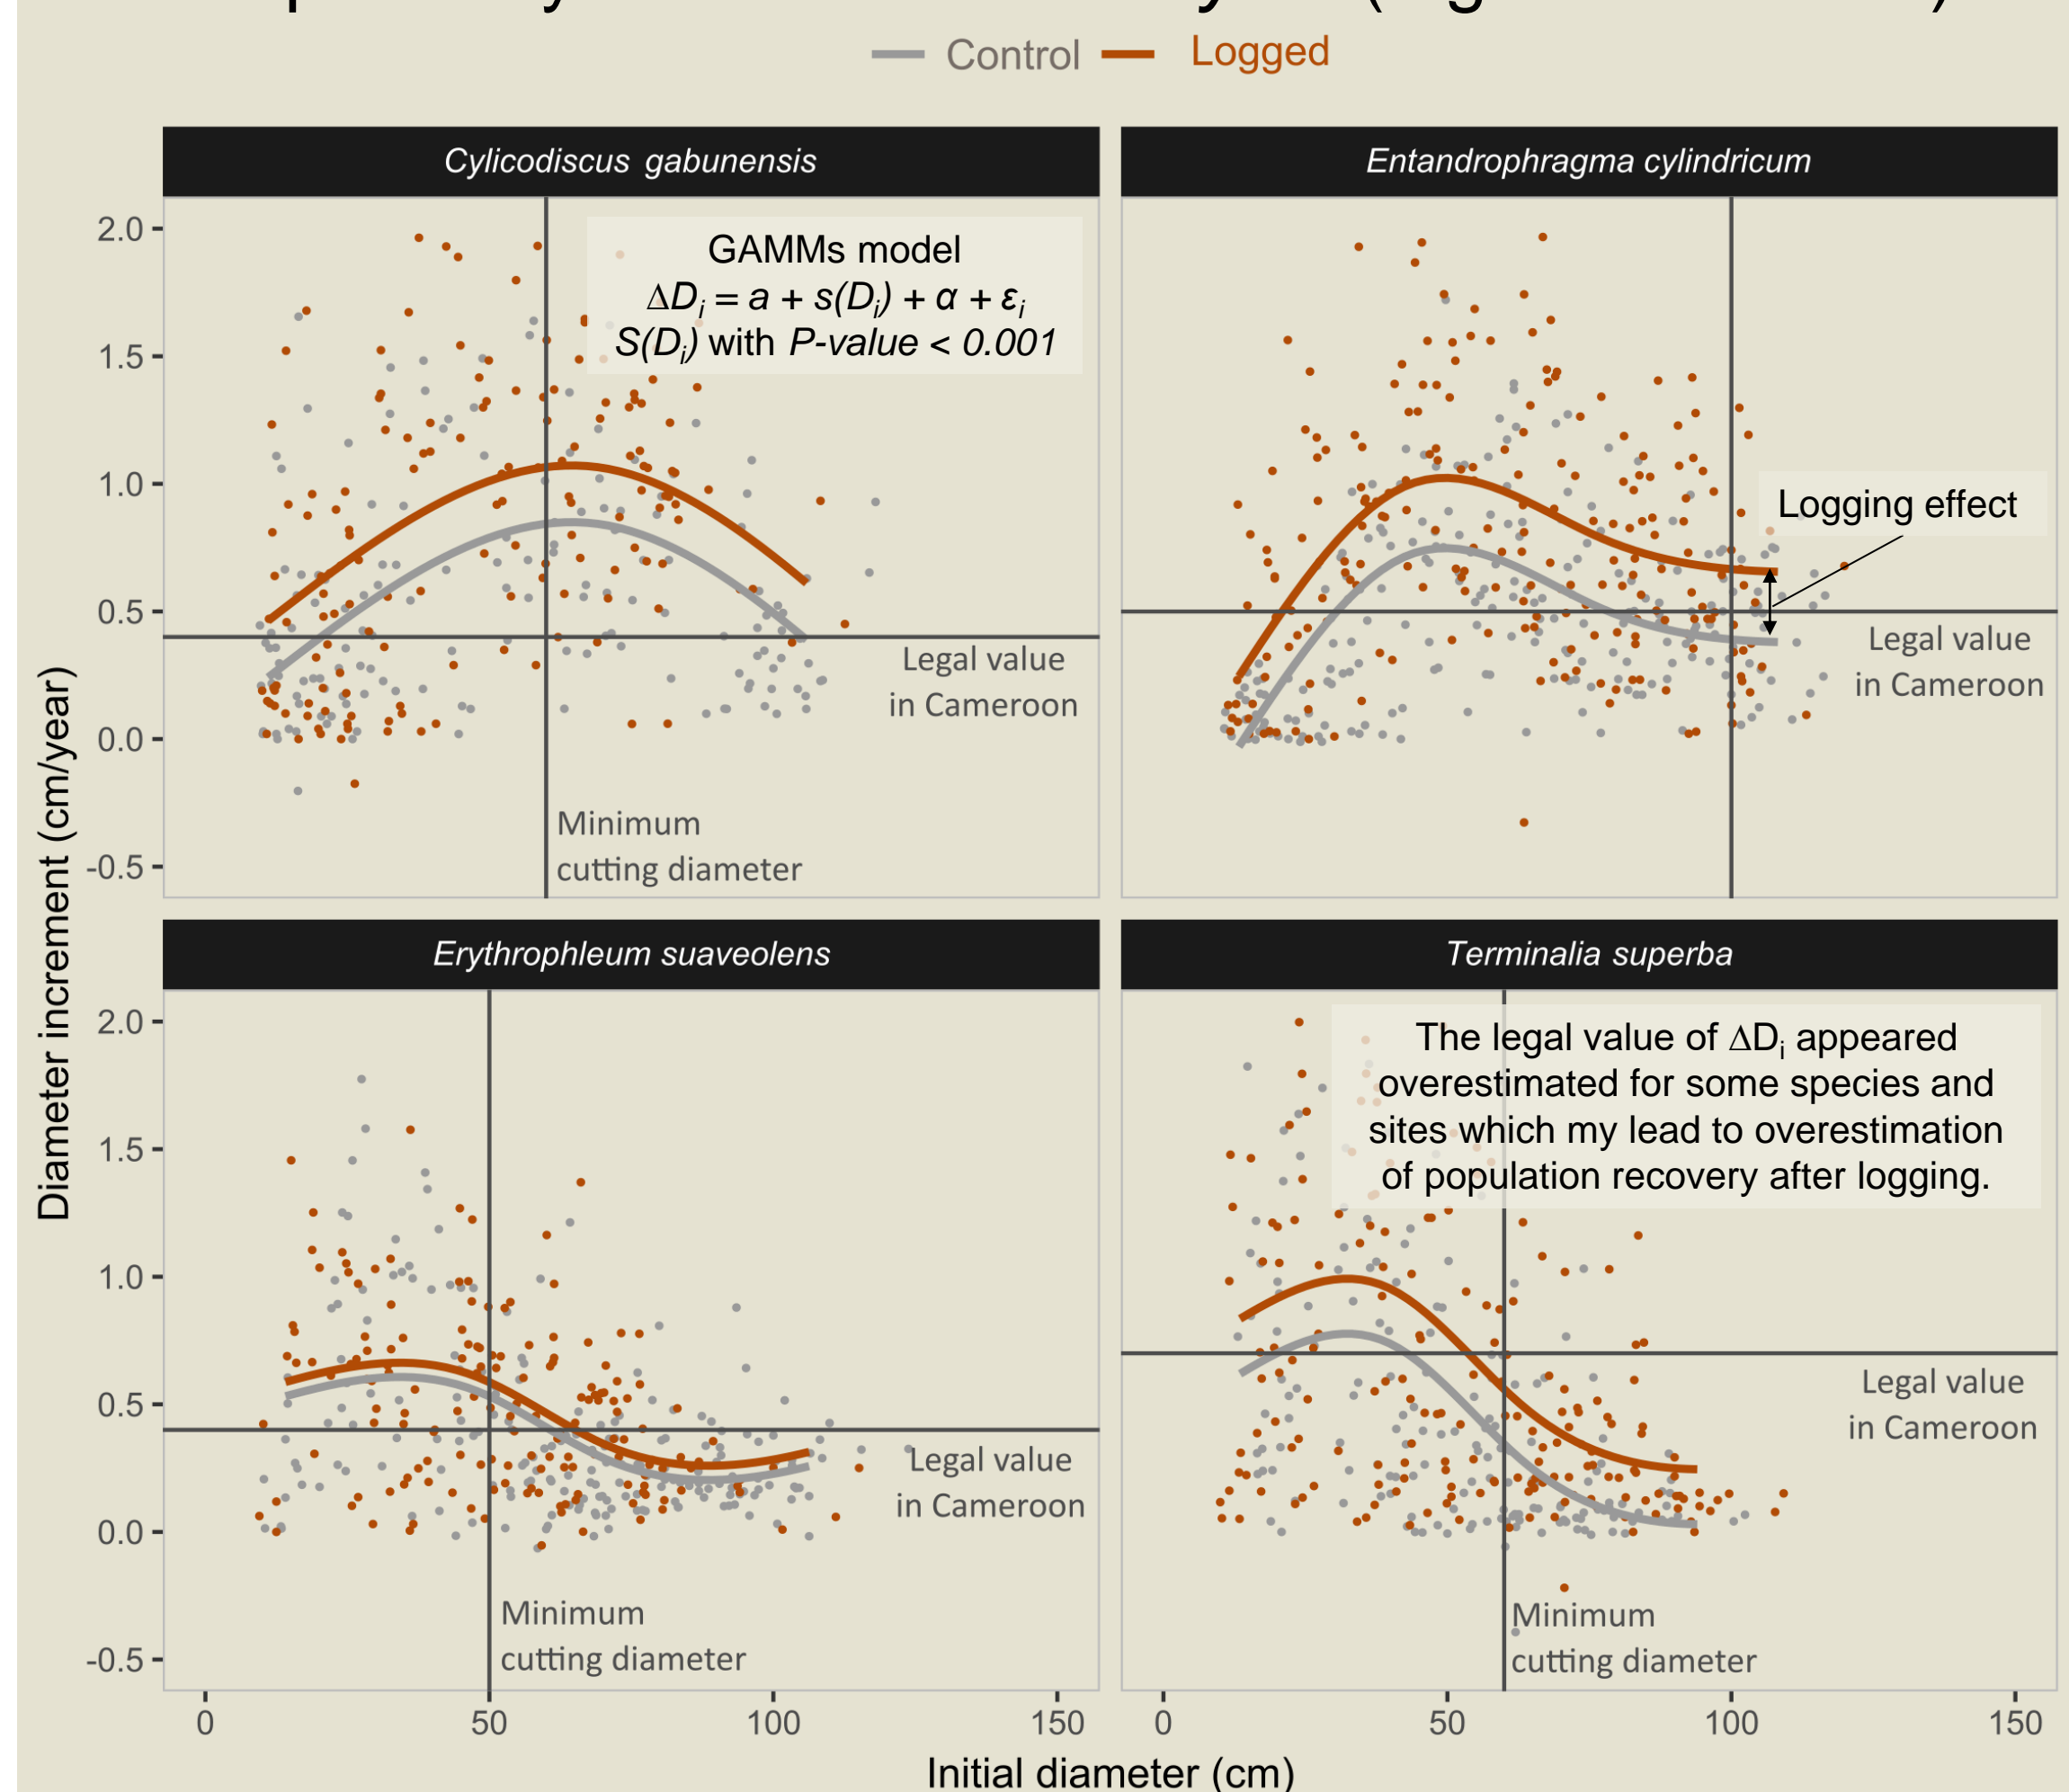 Control
Logged
Cylicodiscus gabunensis
Entandrophragma cylindricum
2.0
1.5
1.0
0.5
0.0
-0.5
GAMMs model
ΔDᵢ = a + s(Dᵢ) + α + εᵢ
S(Dᵢ) with P-value < 0.001
Legal value
in Cameroon
Minimum
cutting diameter
Logging effect
Legal value
in Cameroon
Diameter increment (cm/year)
Erythrophleum suaveolens
Terminalia superba
2.0
1.5
1.0
0.5
0.0
-0.5
Legal value
in Cameroon
Minimum
cutting diameter
The legal value of ΔDᵢ appeared
overestimated for some species and
sites which my lead to overestimation
of population recovery after logging.
Legal value
in Cameroon
Minimum
cutting diameter
0 50 100 150
0 50 100 150
Initial diameter (cm)